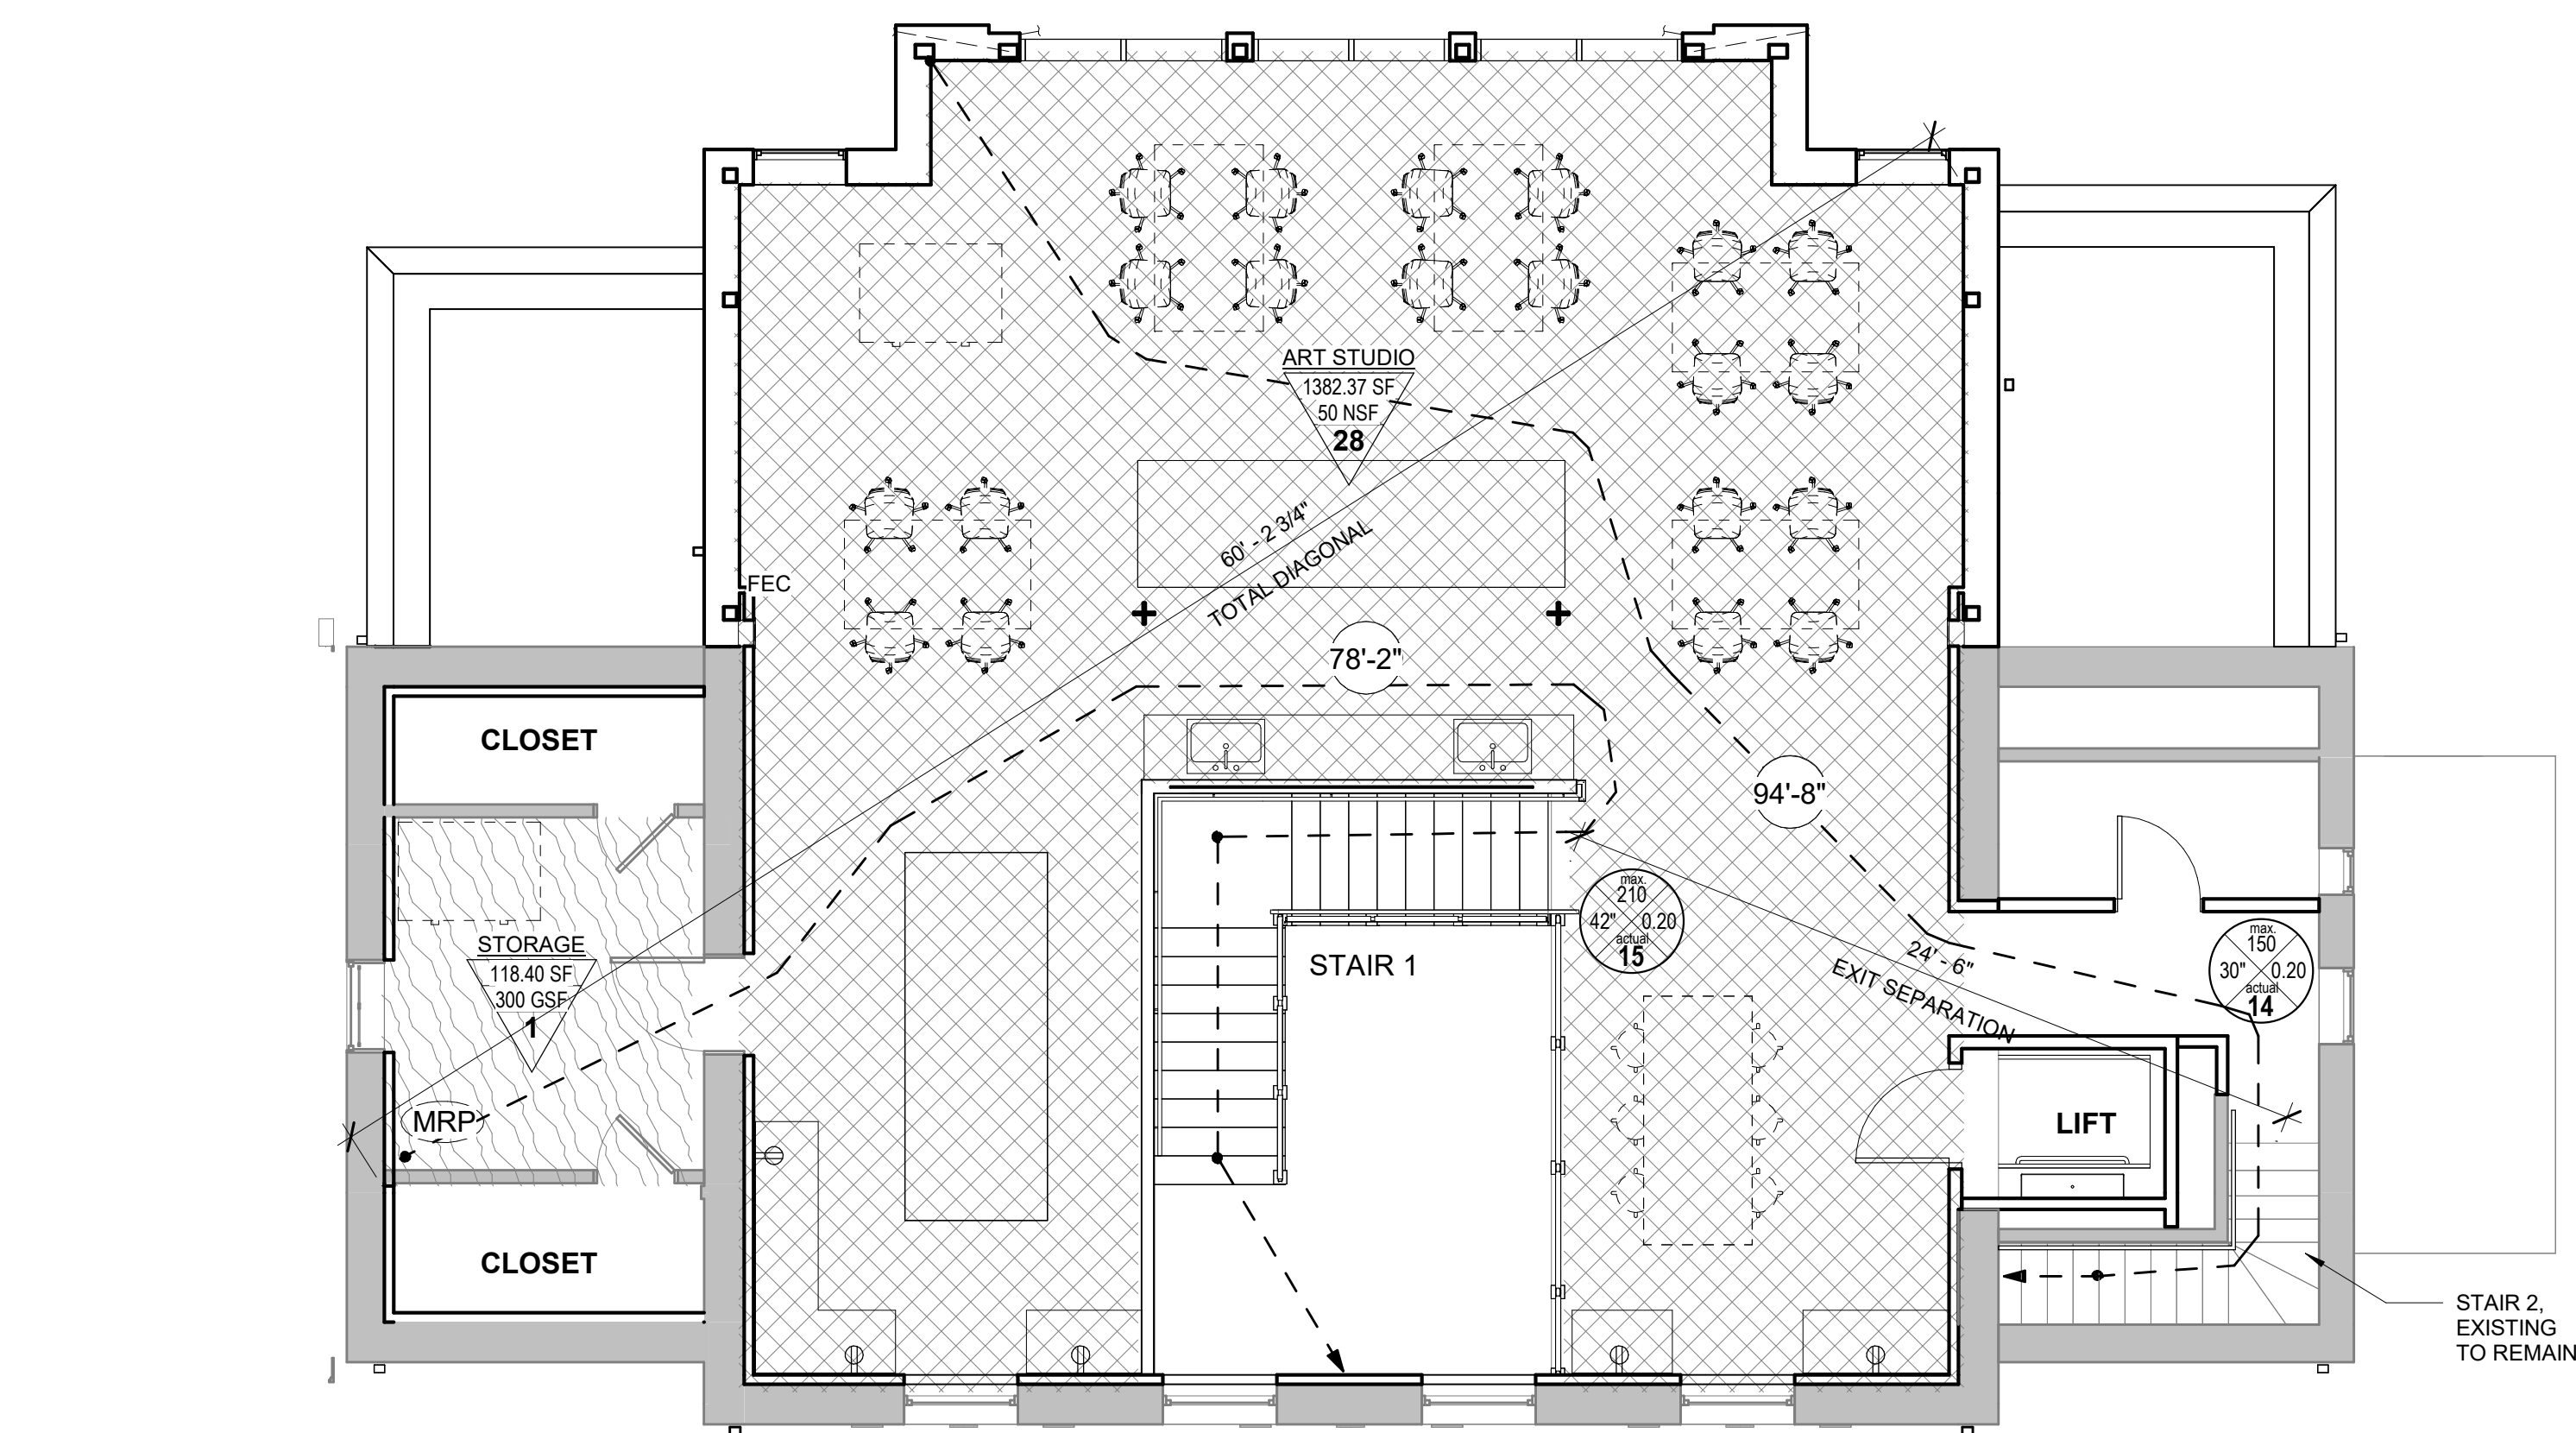 ART STUDIO
1382.37 SF
50 NSF
28
60' - 2 3/4"
TOTAL DIAGONAL
FEC
78'-2"
CLOSET
94'-8"
max.
210
42" 0.20
actual
15
STAIR 1
24' - 6"
EXIT SEPARATION
max.
150
30" 0.20
actual
14
STORAGE
118.40 SF
300 GSF
1
MRP
LIFT
CLOSET
STAIR 2,
EXISTING
TO REMAIN